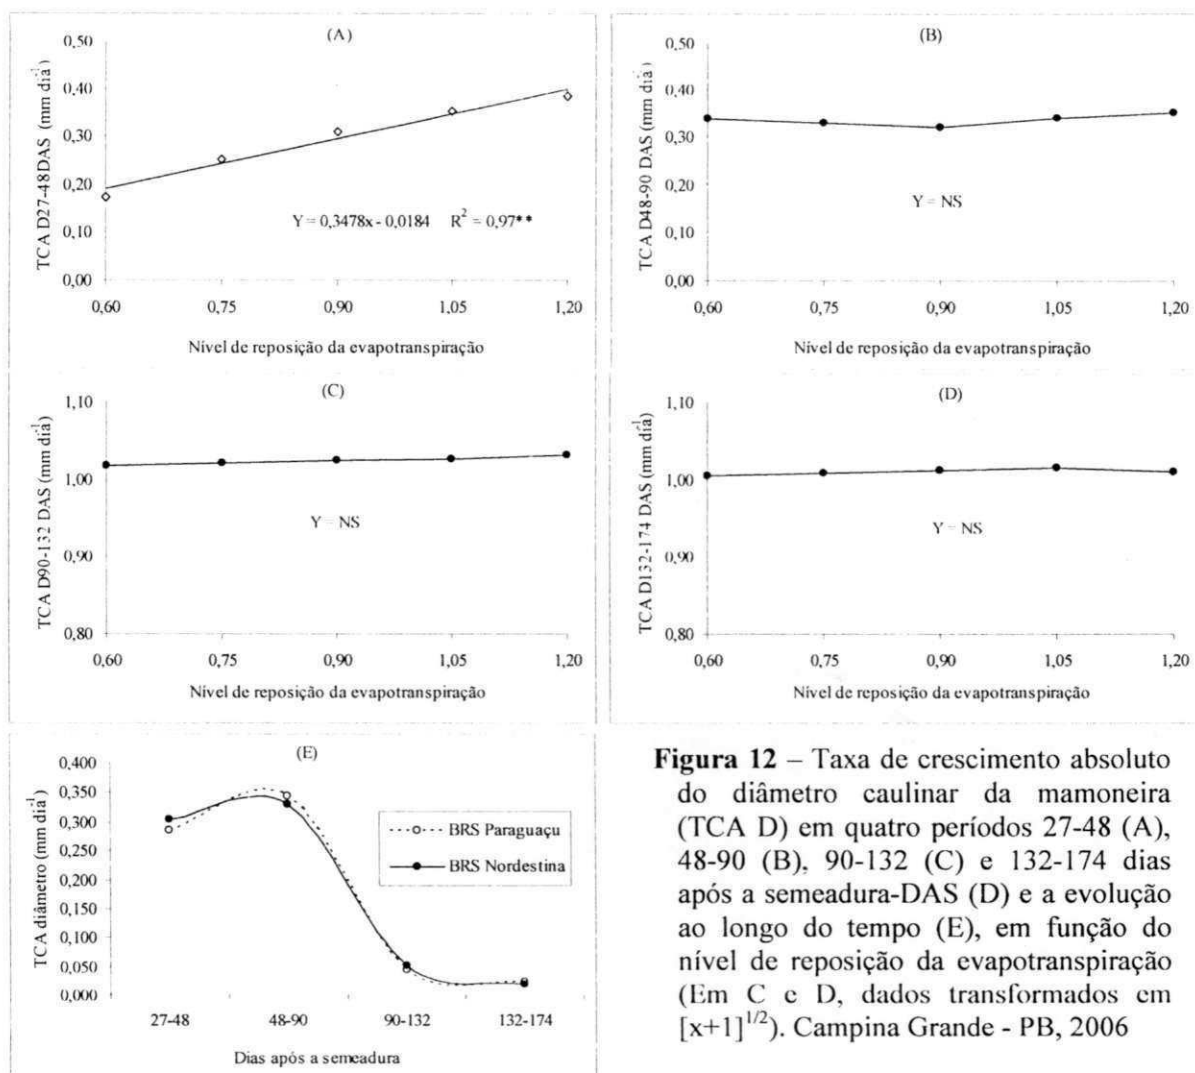 (A)
TCA D27-48DAS (mm dia⁻¹)
0,50
0,40
0,30
0,20
0,10
0,00
Y = 0,3478x - 0,0184 R² = 0,97**
0,60 0,75 0,90 1,05 1,20
Nível de reposição da evapotranspiração
(B)
TCA D48-90 DAS (mm dia⁻¹)
0,50
0,40
0,30
0,20
0,10
0,00
Y = NS
0,60 0,75 0,90 1,05 1,20
Nível de reposição da evapotranspiração
(C)
TCA D90-132 DAS (mm dia⁻¹)
1,10
1,00
0,90
0,80
Y = NS
0,60 0,75 0,90 1,05 1,20
Nível de reposição da evapotranspiração
(D)
TCA D132-174 DAS (mm dia⁻¹)
1,10
1,00
0,90
0,80
Y = NS
0,60 0,75 0,90 1,05 1,20
Nível de reposição da evapotranspiração
(E)
TCA diâmetro (mm dia⁻¹)
0,400
0,350
0,300
0,250
0,200
0,150
0,100
0,050
0,000
BRS Paraguaçu
BRS Nordestina
27-48 48-90 90-132 132-174
Dias após a semeadura
Figura 12 – Taxa de crescimento absoluto
do diâmetro caulinar da mamoneira
(TCA D) em quatro períodos 27-48 (A),
48-90 (B), 90-132 (C) e 132-174 dias
após a semeadura-DAS (D) e a evolução
ao longo do tempo (E), em função do
nível de reposição da evapotranspiração
(Em C e D, dados transformados em
[x+1]¹/²). Campina Grande - PB, 2006